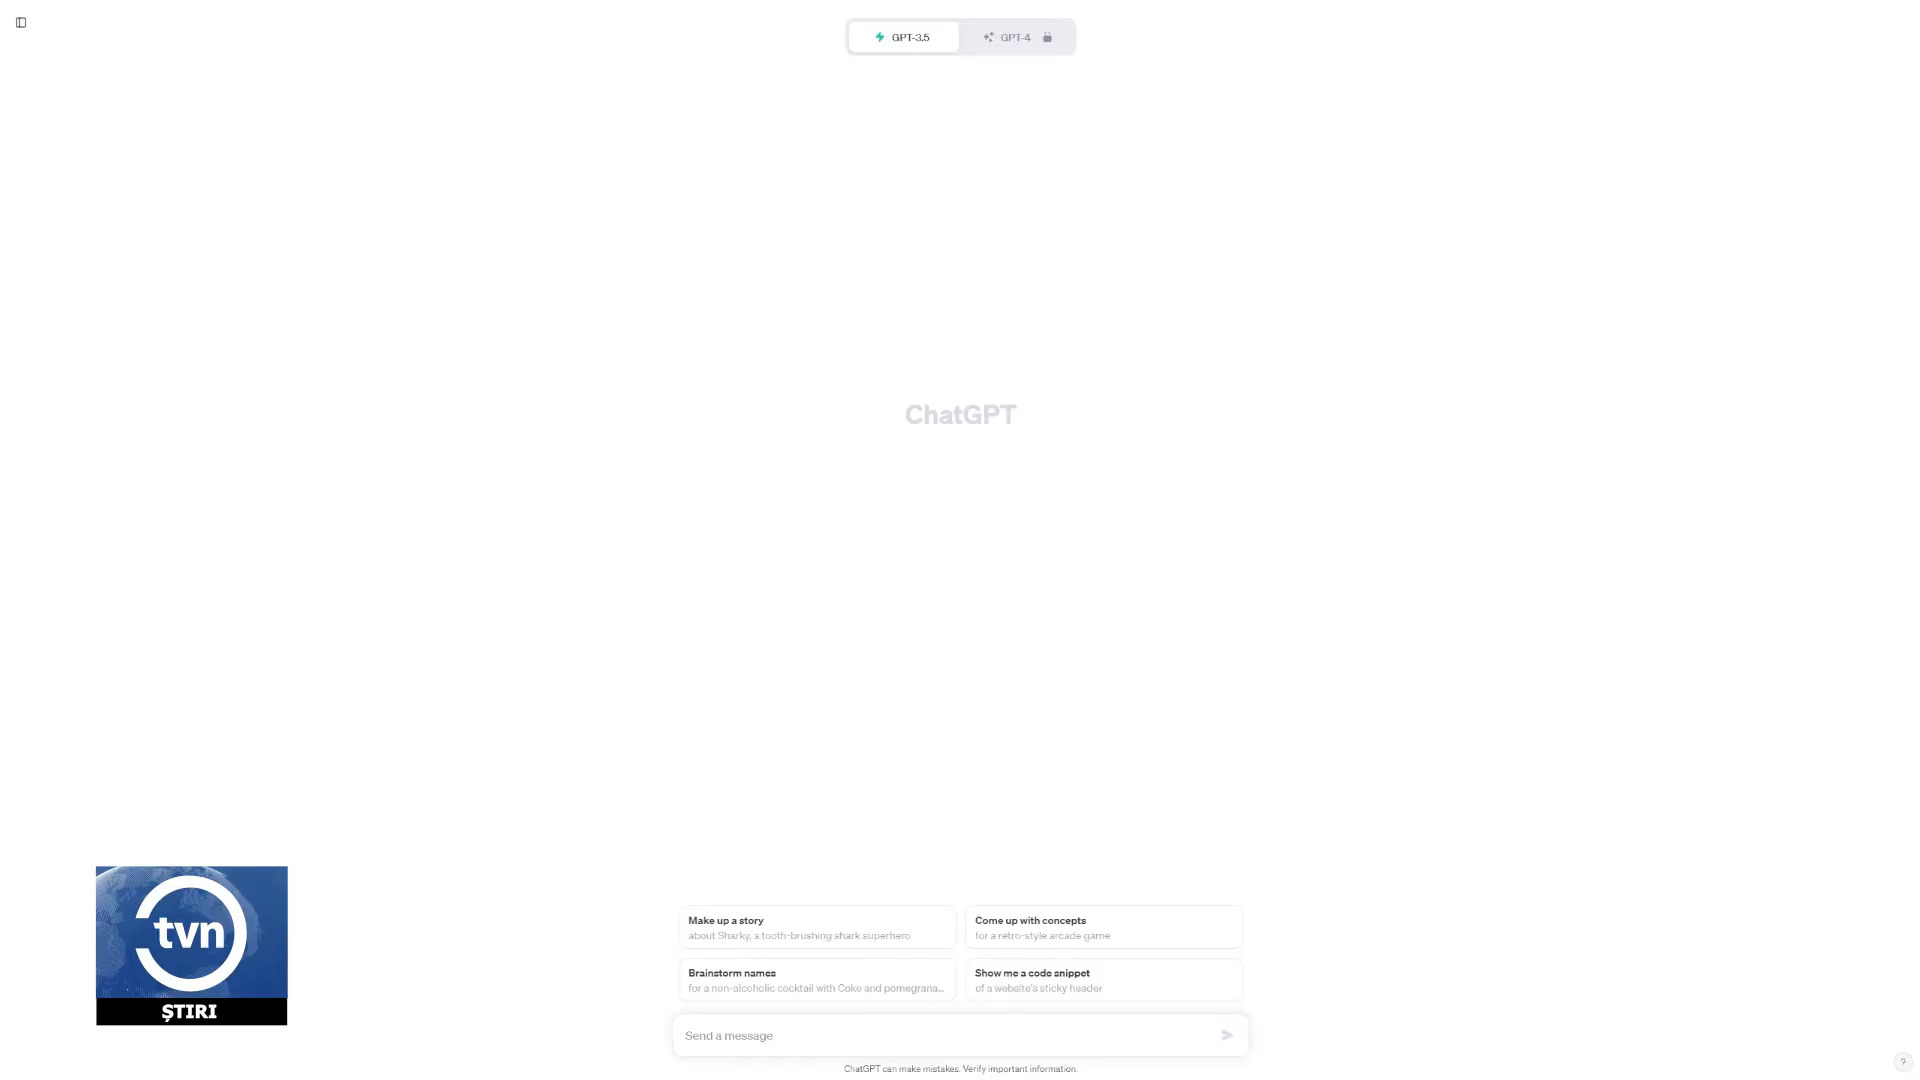 GPT-3.5
GPT-4
ChatGPT
Make up a story
about Sharky, a tooth-brushing shark superhero
Come up with concepts
for a retro-style arcade game
Brainstorm names
for a non-alcoholic cocktail with Coke and pomegrana...
Show me a code snippet
of a website's sticky header
tvn
ȘTIRI
Send a message
ChatGPT can make mistakes. Verify important information.
?